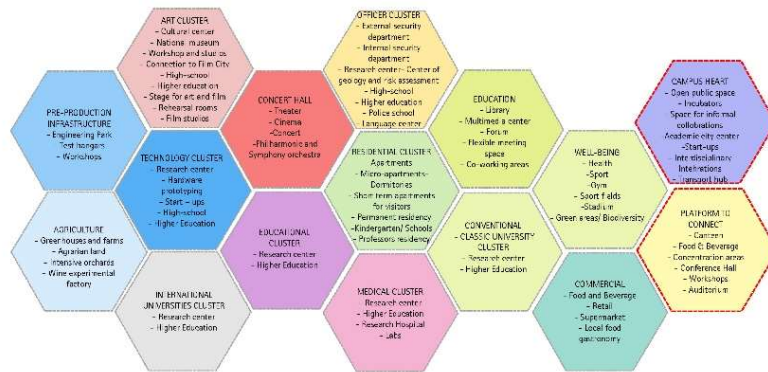 ART CLUSTER
- Cultural center
- National museum
- Workshop and studios
- Connection to Film City
- High-school
- Higher education
- Stage for art and film
- Rehearsal rooms
- Film studios
OFFICER CLUSTER
- External security
department
- Internal security
department
- Research center- Center of
geology and risk assessment
- High-school
- Higher education
- Police school
- Language center
PRE-PRODUCTION
INFRASTRUCTURE
- Engineering Park
Test hangars
- Workshops
CONCERT HALL
- Theater
- Cinema
-Concert
-Philharmonic and
Symphony orchestra
EDUCATION
- Library
- Multimedia center
- Forum
- Flexible meeting
space
- Co-working areas
CAMPUS HEART
- Open public space
- Incubators
Space for informal
collobrations
Academic city center
-Start-ups
- Interdisciplinary
Intehrations
- Transport hub
TECHNOLOGY CLUSTER
- Research center
- Hardware
prototyping
- Start - ups
- High-school
- Higher Education
RESIDENTIAL CLUSTER
Apartments
- Micro-apartments-
Dormitories
- Short term apartments
for visitors
- Permanent residency
-Kindergarten/ Schools
- Professors residency
WELL-BEING
- Health
-Sport
-Gym
- Sport fields
- Stadium
- Green areas/ Biodiversity
AGRICULTURE
- Greenhouses and farms
- Agrarian land
- Intensive orchards
- Wine experimental
factory
EDUCATIONAL
CLUSTER
- Research center
- Higher Education
CONVENTIONAL
- CLASSIC UNIVERSITY
CLUSTER
- Research center
- Higher Education
PLATFORM TO
CONNECT
- Canteen
- Food & Beverage
- Concentration areas
- Conference Hall
- Workshops
- Auditorium
INTERNATIONAL
UNIVERSITIES CLUSTER
- Research center
- Higher Education
MEDICAL CLUSTER
Research center
- Higher Education
- Research Hospital
- Labs
COMMERCIAL
- Food and Beverage
- Retail
- Supermarket
- Local food
gastronomy